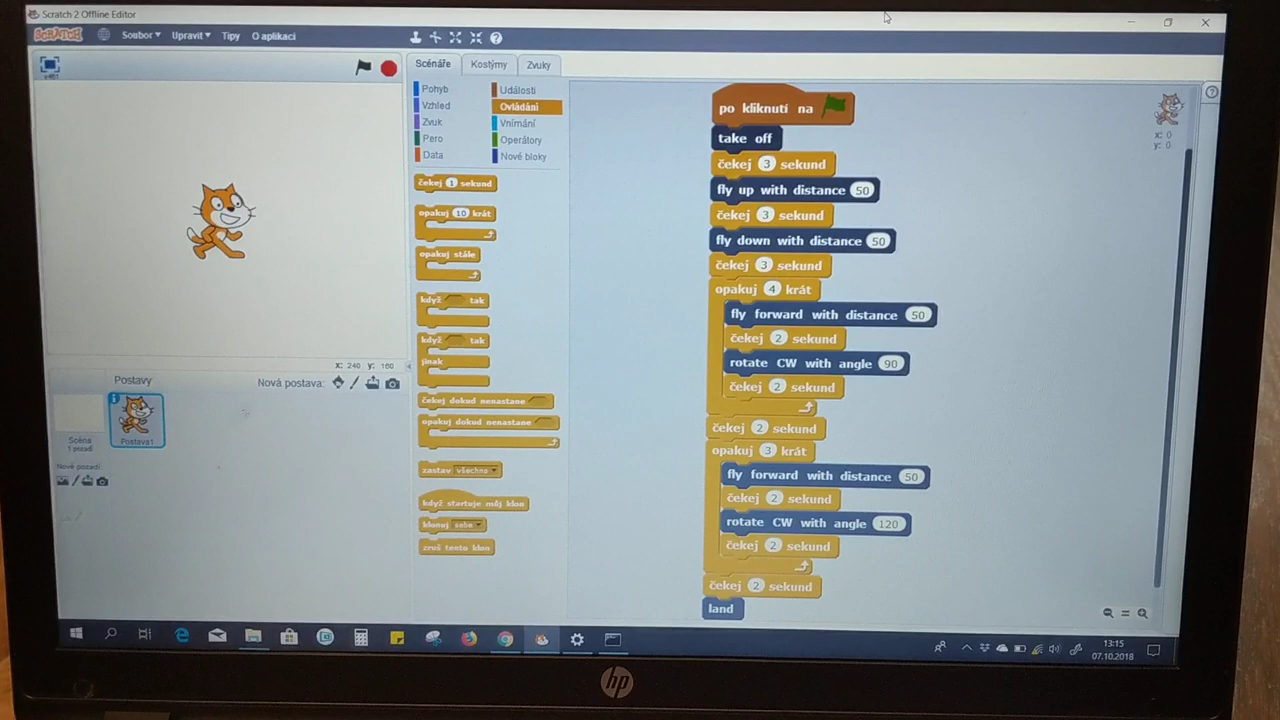 Scratch 2 Offline Editor
SCRATCH Soubor Upravit Tipy O aplikaci
v461
Scénáře Kostýmy Zvuky
Pohyb Události
Vzhled Ovládání
Zvuk Vnímání
Pero Operátory
Data Nové bloky
čekej 1 sekund
opakuj 10 krát
opakuj stále
když tak
když tak
jinak
čekej dokud nenastane
opakuj dokud nenastane
zastav všechno
když startuje můj klon
klonuj sebe
zruš tento klon
po kliknutí na
take off
čekej 3 sekund
fly up with distance 50
čekej 3 sekund
fly down with distance 50
čekej 3 sekund
opakuj 4 krát
fly forward with distance 50
čekej 2 sekund
rotate CW with angle 90
čekej 2 sekund
čekej 2 sekund
opakuj 3 krát
fly forward with distance 50
čekej 2 sekund
rotate CW with angle 120
čekej 2 sekund
čekej 2 sekund
land
x: 0
y: 0
x: 240 y: 160
Postavy Nová postava:
Scéna
1 pozadí
Postava1
Nové pozadí:
13:15
07.10.2018
hp